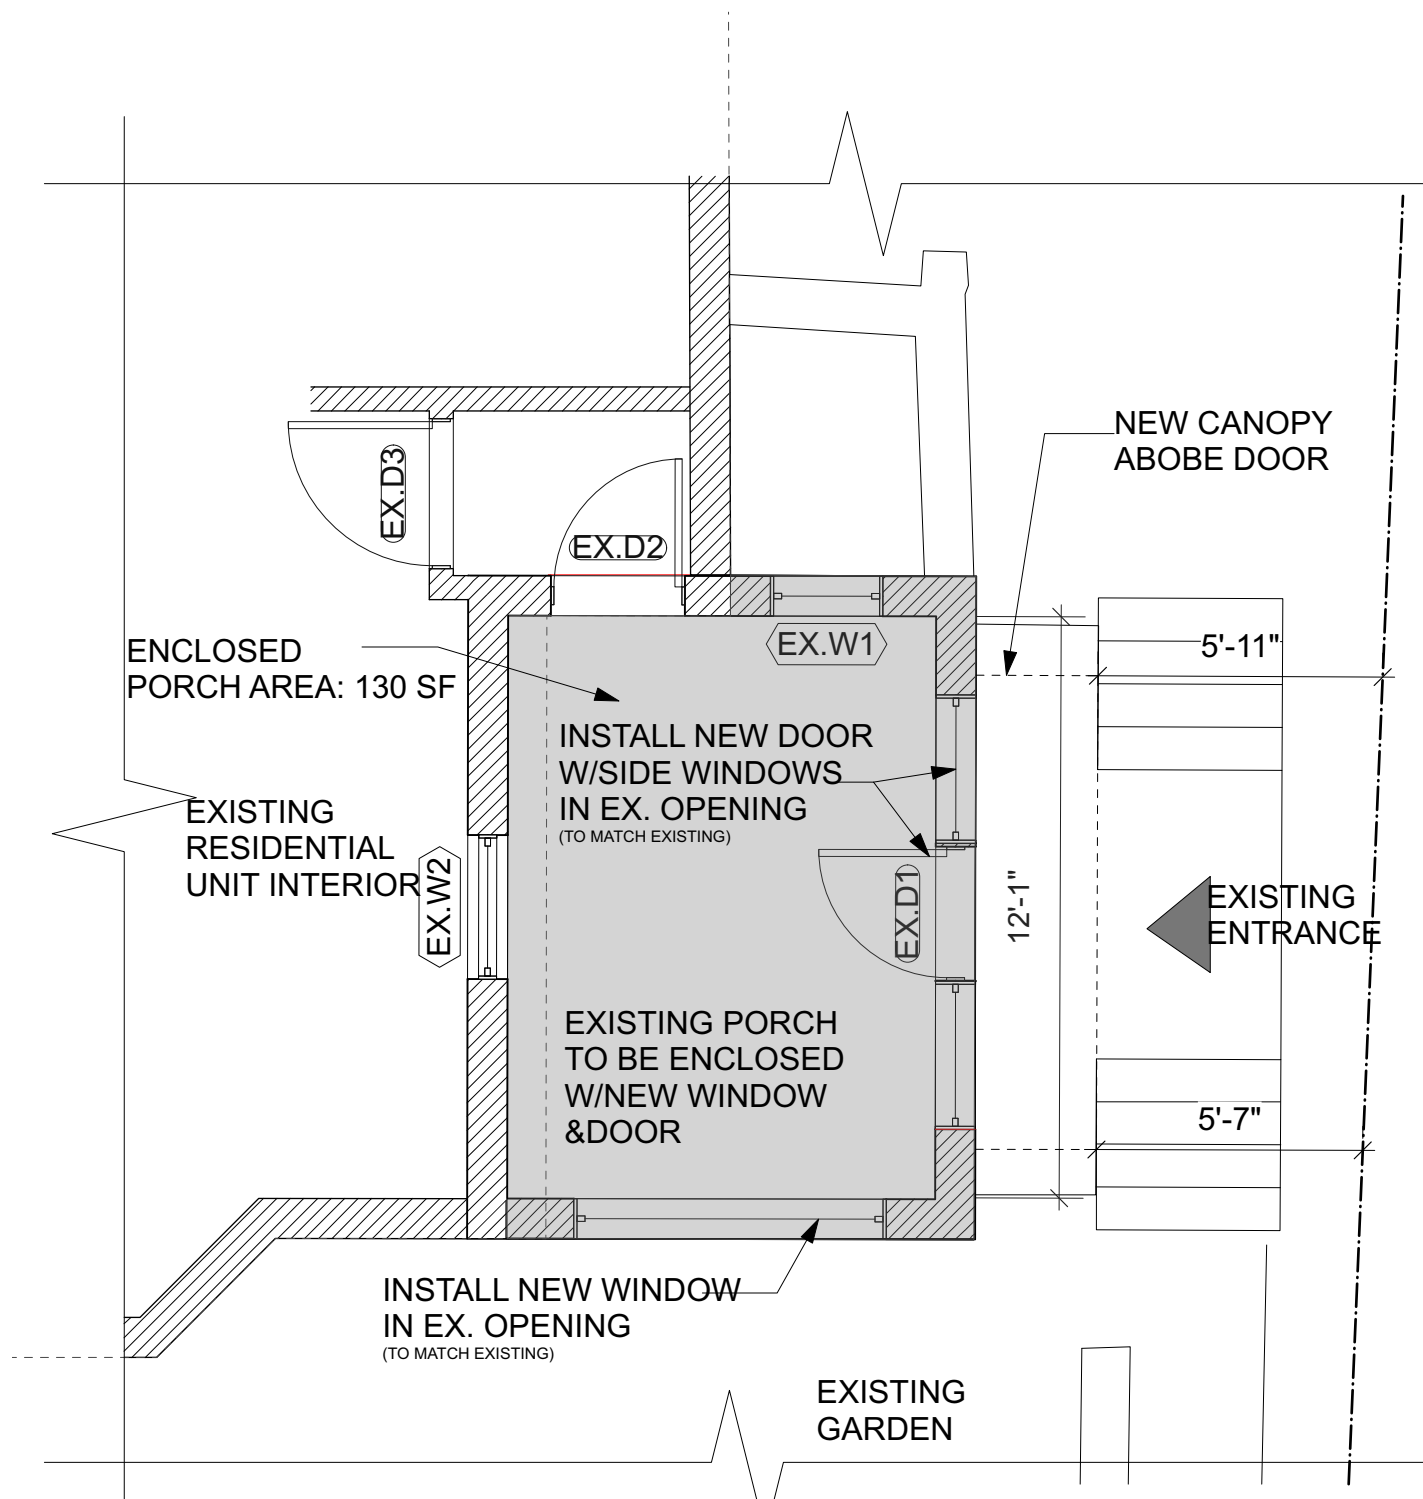 NEW CANOPY
ABOBE DOOR
EX.D3
EX.D2
EX.W1
5'-11"
ENCLOSED
PORCH AREA: 130 SF
INSTALL NEW DOOR
W/SIDE WINDOWS
IN EX. OPENING
(TO MATCH EXISTING)
EXISTING
RESIDENTIAL
UNIT INTERIOR
EX.W2
EX.D1
12'-1"
EXISTING
ENTRANCE
EXISTING PORCH
TO BE ENCLOSED
W/NEW WINDOW
&DOOR
5'-7"
INSTALL NEW WINDOW
IN EX. OPENING
(TO MATCH EXISTING)
EXISTING
GARDEN